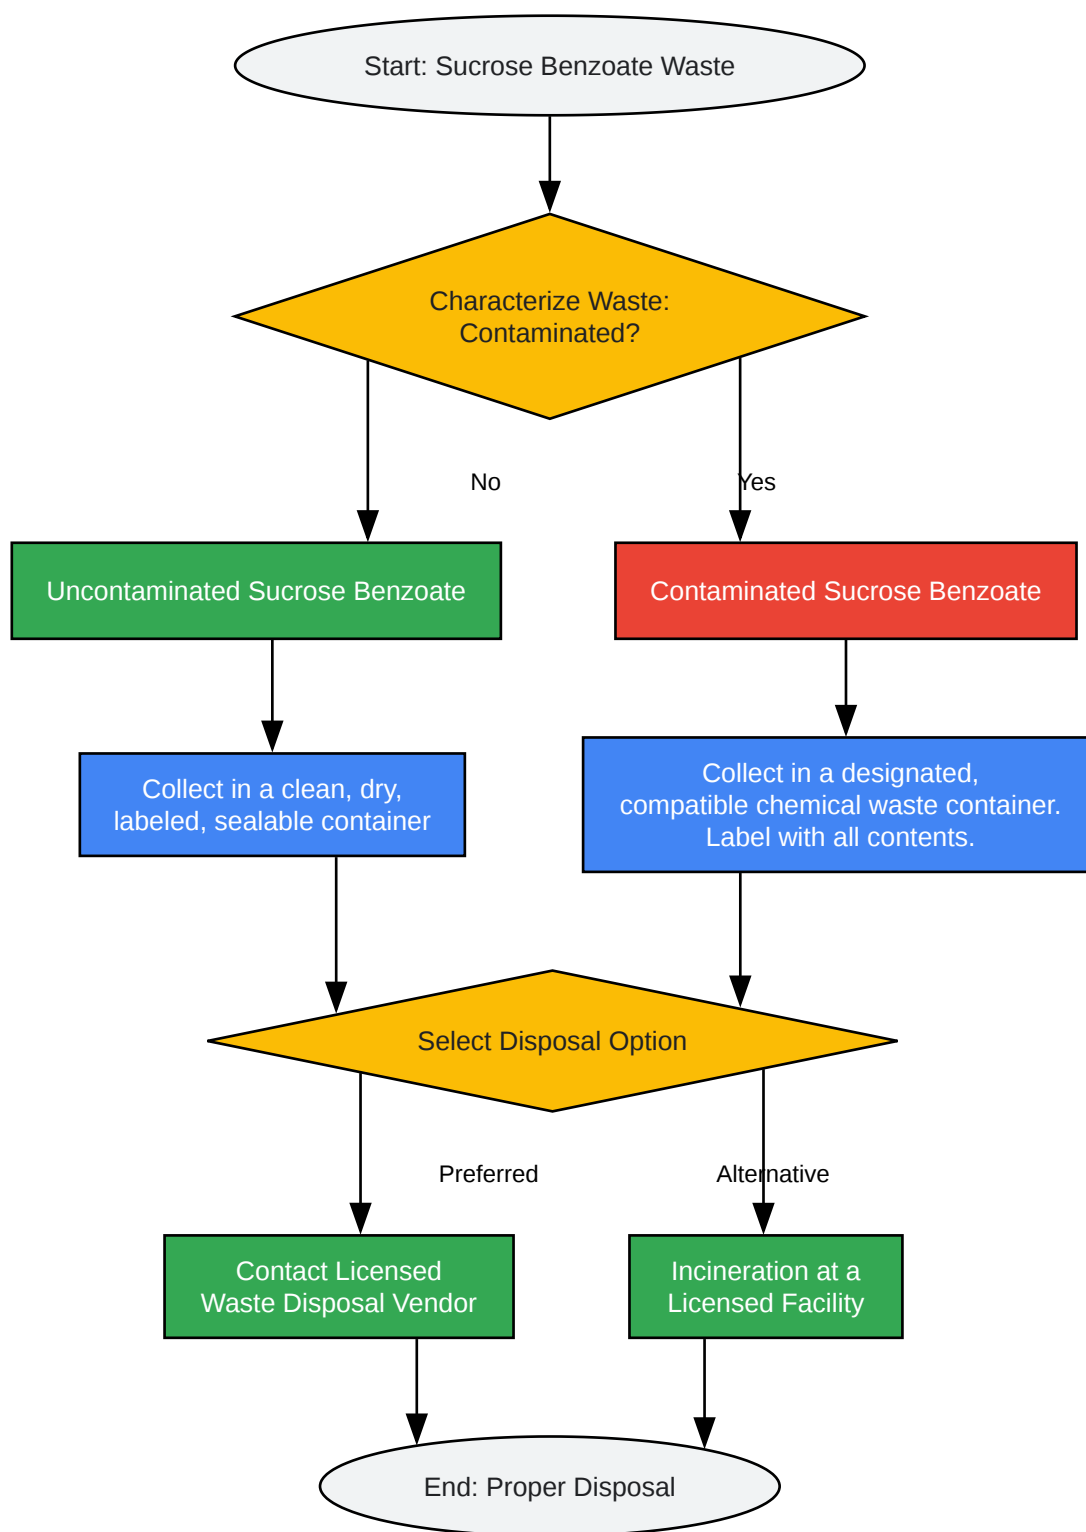 Start: Sucrose Benzoate Waste
Characterize Waste:
Contaminated?
No
Yes
Uncontaminated Sucrose Benzoate
Contaminated Sucrose Benzoate
Collect in a clean, dry,
labeled, sealable container
Collect in a designated,
compatible chemical waste container.
Label with all contents.
Select Disposal Option
Preferred
Alternative
Contact Licensed
Waste Disposal Vendor
Incineration at a
Licensed Facility
End: Proper Disposal